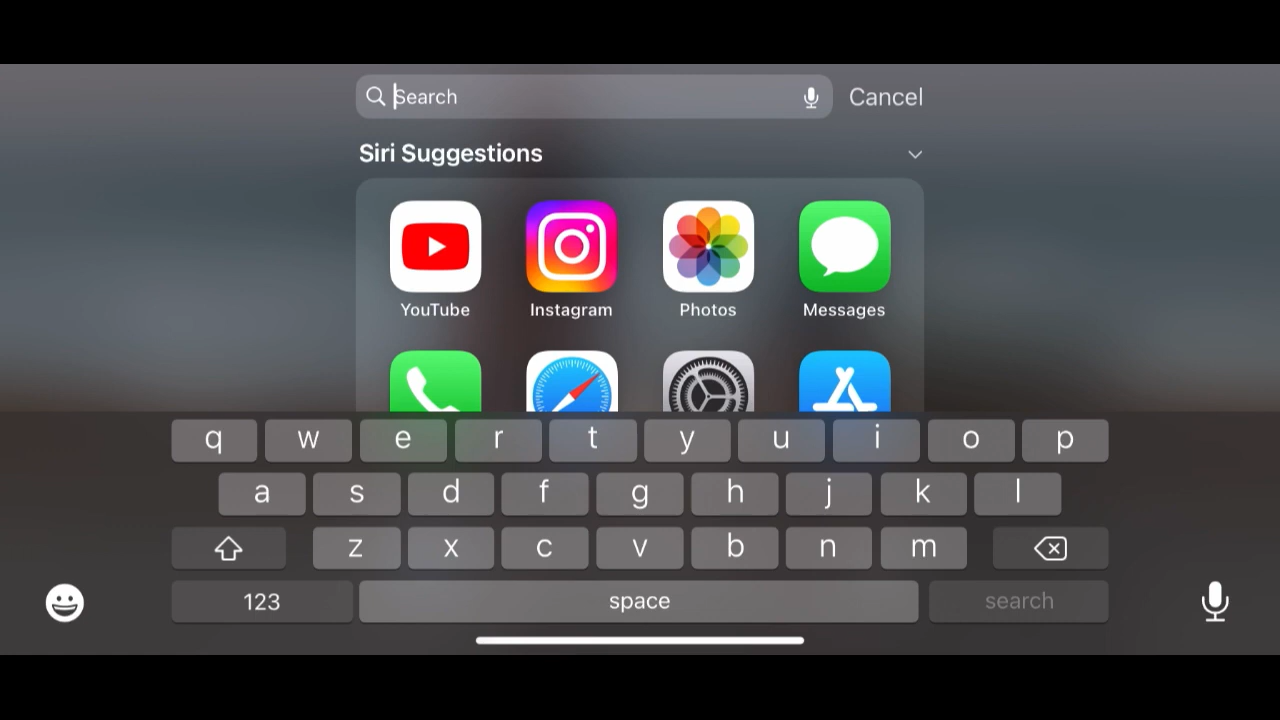 Search Cancel
Siri Suggestions
YouTube Instagram Photos Messages
q w e r t y u i o p
a s d f g h j k l
z x c v b n m
123 space search